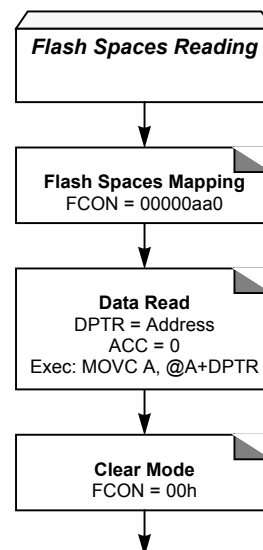 Flash Spaces Reading
Flash Spaces Mapping
FCON = 00000aa0
Data Read
DPTR = Address
ACC = 0
Exec: MOVC A, @A+DPTR
Clear Mode
FCON = 00h